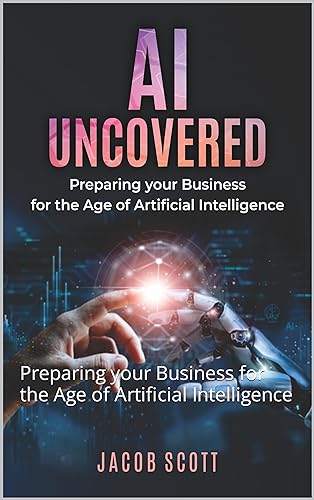 AI
UNCOVERED
Preparing your Business
for the Age of Artificial Intelligence
AI
Preparing your Business for
the Age of Artificial Intelligence
JACOB SCOTT